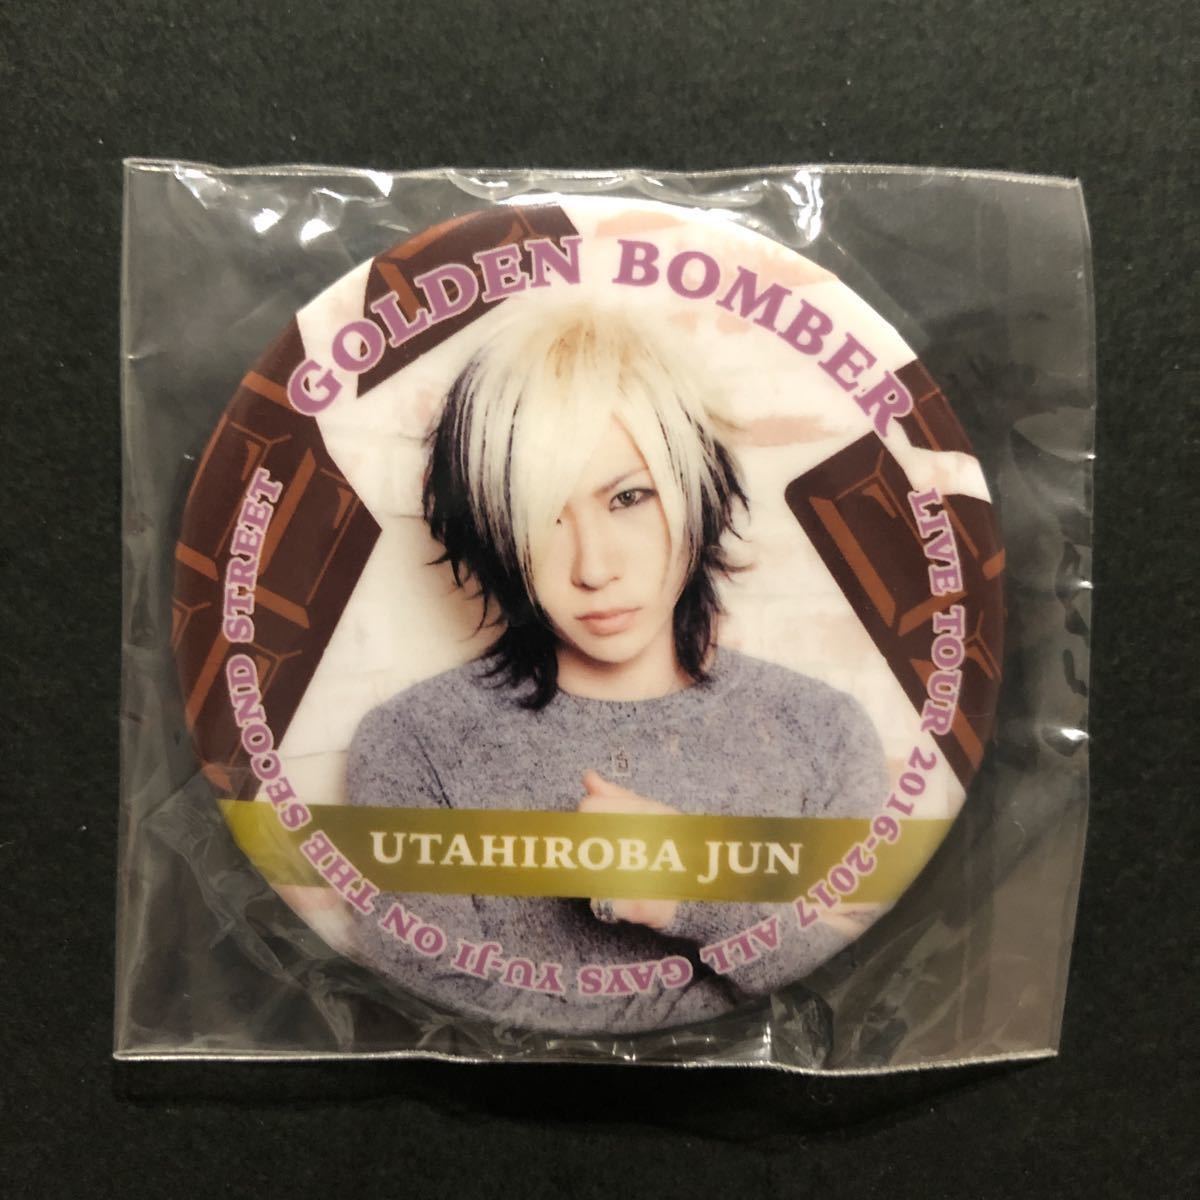 GOLDEN BOMBER
LIVE TOUR 2016-2017 ALL GAYS YU-JI ON THE SECOND STREET
UTAHIROBA JUN